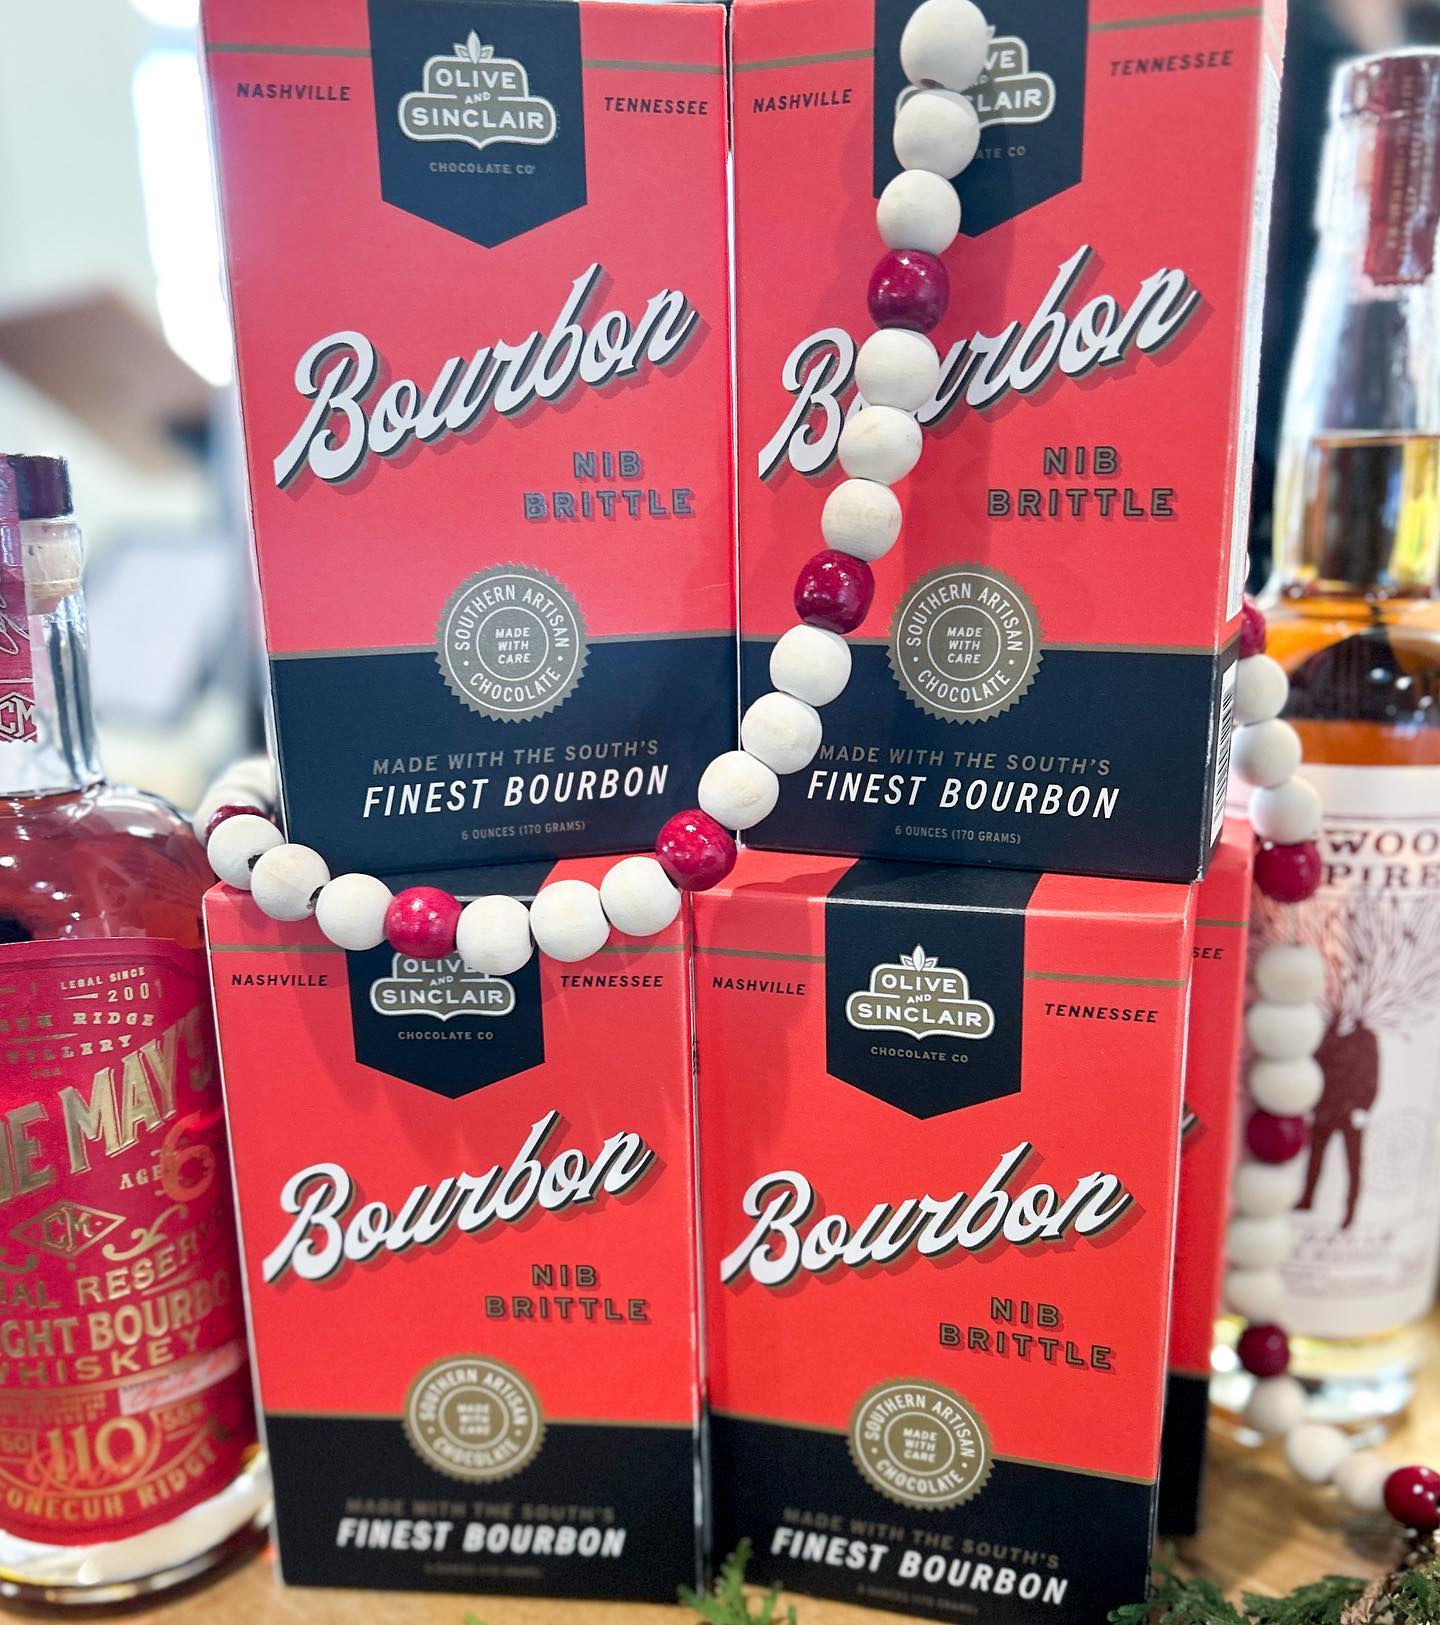 NASHVILLE
OLIVE
AND
SINCLAIR
CHOCOLATE CO
TENNESSEE
Bourbon
NIB
BRITTLE
SOUTHERN ARTISAN
CHOCOLATE
MADE
WITH
CARE
MADE WITH THE SOUTH'S
FINEST BOURBON
6 OUNCES (170 GRAMS)
NASHVILLE
TENNESSEE
Bourbon
NIB
BRITTLE
SOUTHERN ARTISAN
CHOCOLATE
MADE
WITH
CARE
MADE WITH THE SOUTH'S
FINEST BOURBON
6 OUNCES (170 GRAMS)
NASHVILLE
OLIVE
AND
SINCLAIR
CHOCOLATE CO
TENNESSEE
Bourbon
NIB
BRITTLE
SOUTHERN ARTISAN
CHOCOLATE
MADE
WITH
CARE
MADE WITH THE SOUTH'S
FINEST BOURBON
NASHVILLE
OLIVE
AND
SINCLAIR
CHOCOLATE CO
TENNESSEE
Bourbon
NIB
BRITTLE
SOUTHERN ARTISAN
CHOCOLATE
MADE
WITH
CARE
MADE WITH THE SOUTH'S
FINEST BOURBON
CM
LEGAL SINCE
2001
RIDGE
MAY'S
AGED 6
CM
RESERVE
BOURBON
WHISKEY
110
CONECUH RIDGE